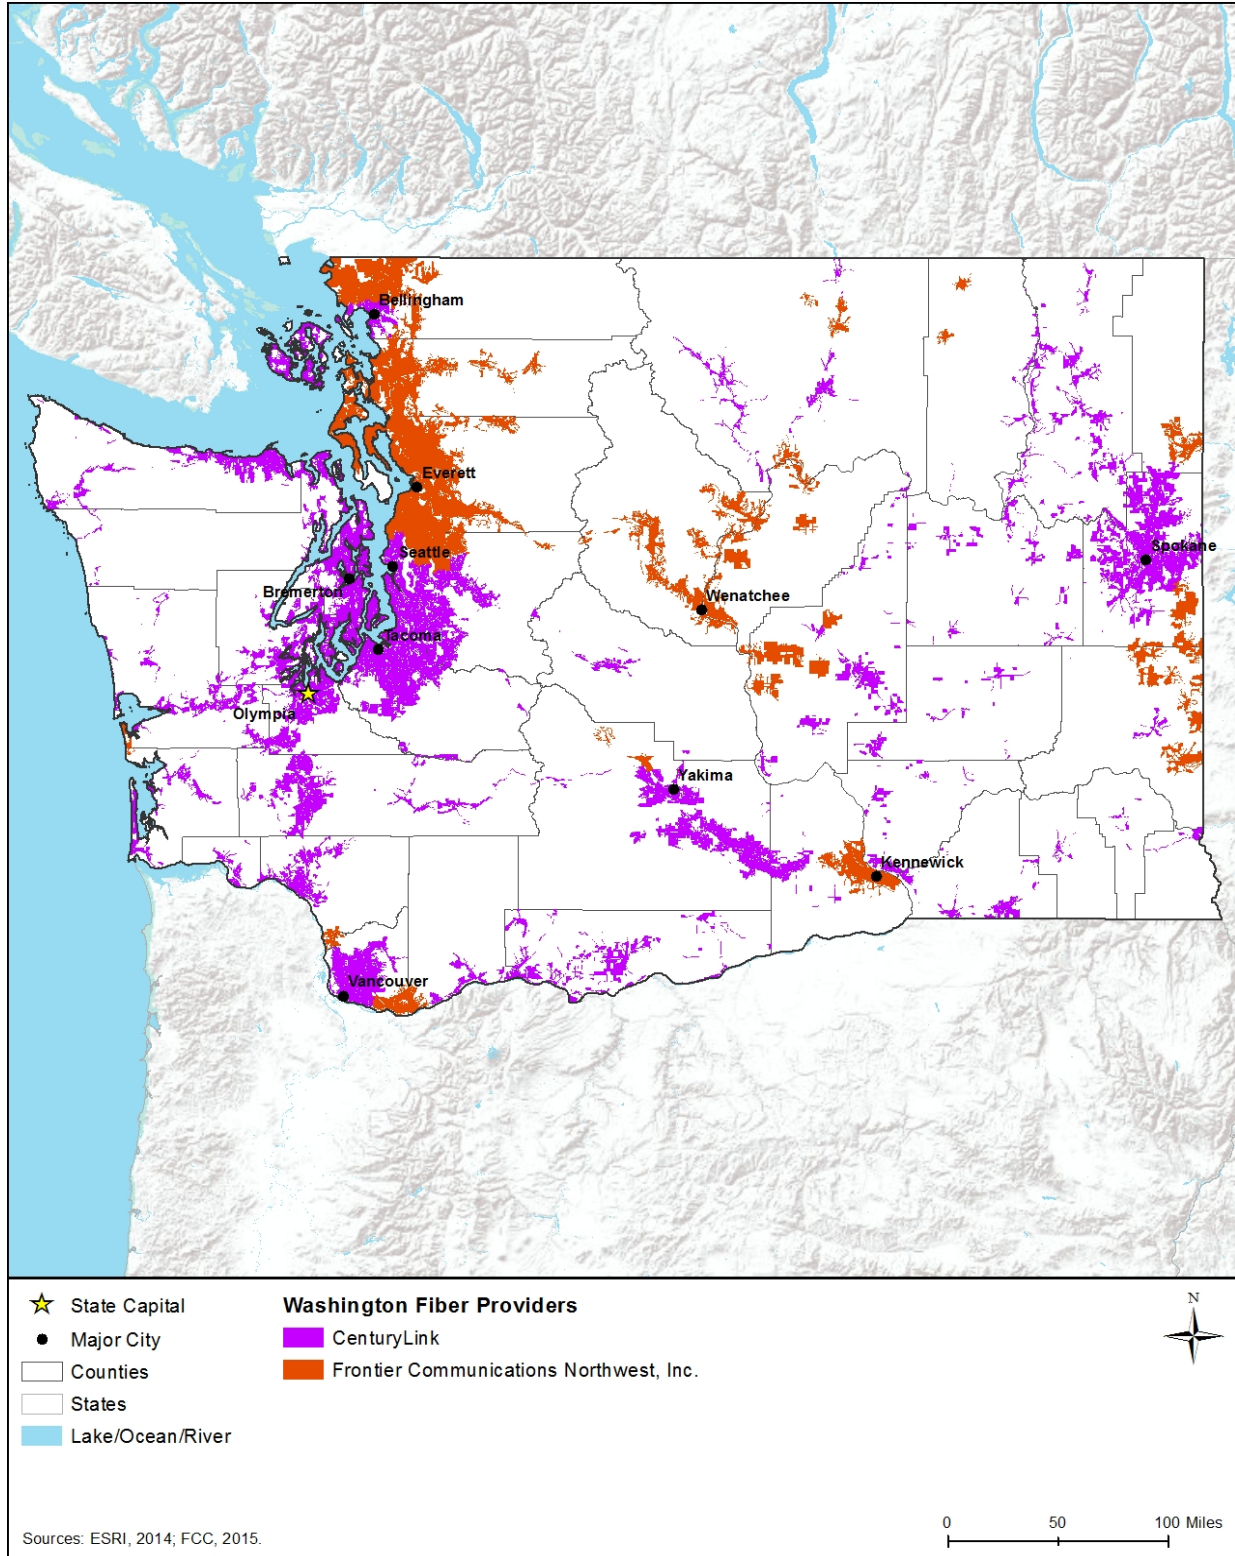 Bellingham
Everett
Seattle
Bremerton
Spokane
Wenatchee
Tacoma
Olympia
Yakima
Kennewick
Vancouver
State Capital
Major City
Counties
States
Lake/Ocean/River
Washington Fiber Providers
CenturyLink
Frontier Communications Northwest, Inc.
N
Sources: ESRI, 2014; FCC, 2015.
0 50 100 Miles